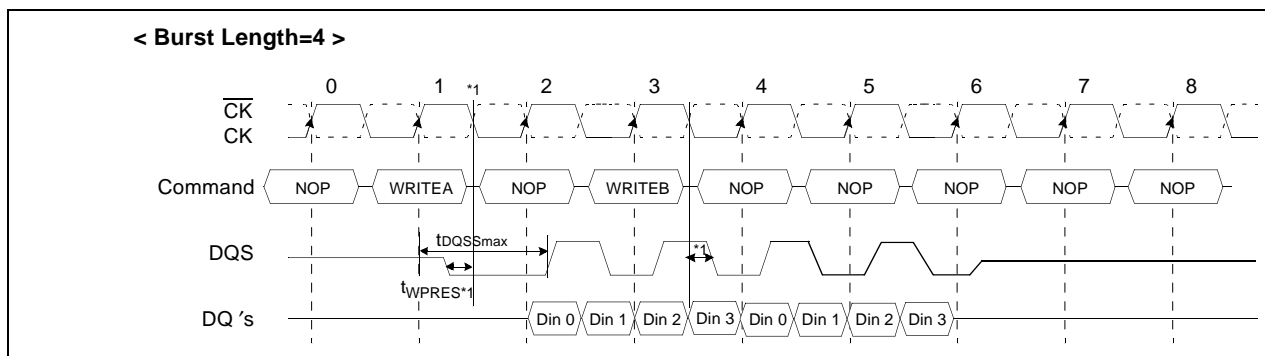 < Burst Length=4 >
0 1 *1 2 3 4 5 6 7 8
CK
CK
Command NOP WRITEA NOP WRITEB NOP NOP NOP NOP NOP
DQS tDQSSmax *1
tWPRES*1
DQ ′s Din 0 Din 1 Din 2 Din 3 Din 0 Din 1 Din 2 Din 3